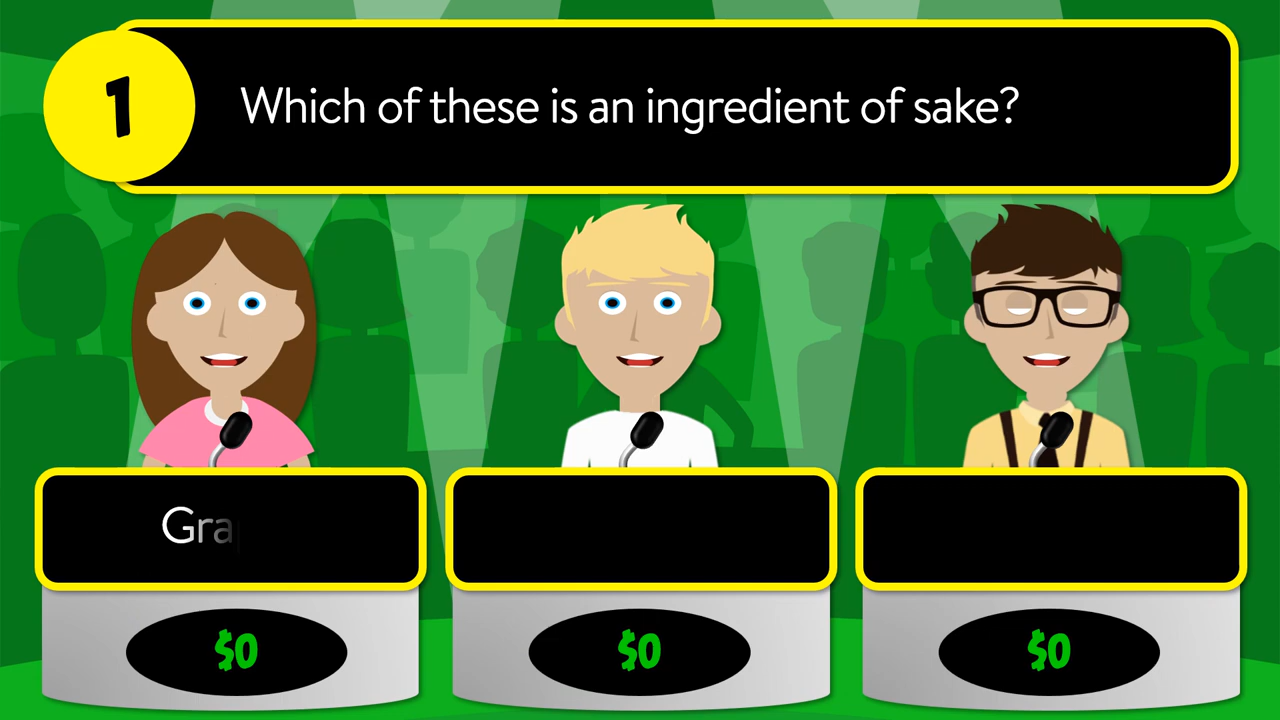 1
Which of these is an ingredient of sake?
$0
$0
$0